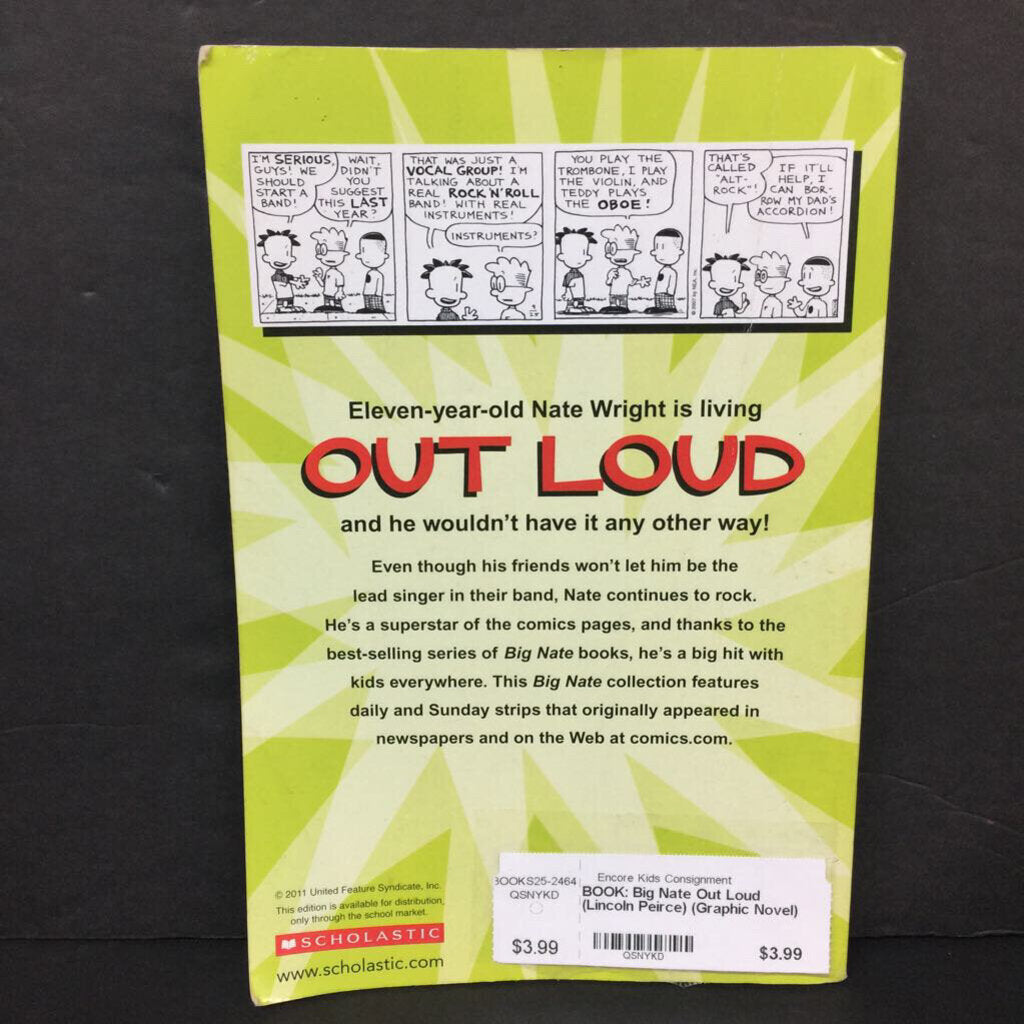 I'M SERIOUS,
GUYS! WE
SHOULD
START A
BAND!
WAIT,
DIDN'T
YOU
SUGGEST
THIS LAST
YEAR?
THAT WAS JUST A
VOCAL GROUP! I'M
TALKING ABOUT A
REAL ROCK 'N' ROLL
BAND! WITH REAL
INSTRUMENTS!
INSTRUMENTS?
YOU PLAY THE
TROMBONE, I PLAY
THE VIOLIN, AND
TEDDY PLAYS
THE OBOE!
© 2007 by NEA, Inc.
THAT'S
CALLED
"ALT-
ROCK"!
IF IT'LL
HELP, I
CAN BOR-
ROW MY DAD'S
ACCORDION!
Eleven-year-old Nate Wright is living
OUT LOUD
and he wouldn't have it any other way!
Even though his friends won't let him be the
lead singer in their band, Nate continues to rock.
He's a superstar of the comics pages, and thanks to the
best-selling series of Big Nate books, he's a big hit with
kids everywhere. This Big Nate collection features
daily and Sunday strips that originally appeared in
newspapers and on the Web at comics.com.
© 2011 United Feature Syndicate, Inc.
This edition is available for distribution
only through the school market.
SCHOLASTIC
www.scholastic.com
BOOKS25-2464
QSNYKD
$3.99
Encore Kids Consignment
BOOK: Big Nate Out Loud
(Lincoln Peirce) (Graphic Novel)
QSNYKD
$3.99